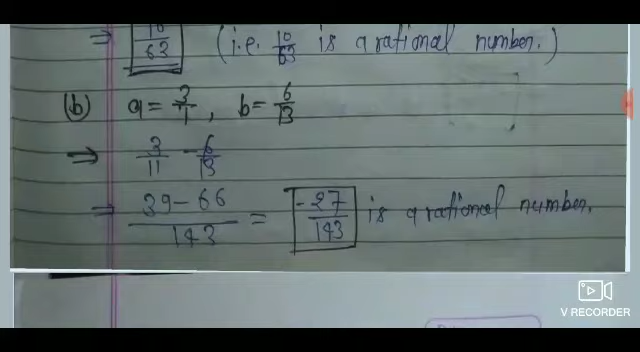 ⇒ 10/63 (i.e. 10/63 is a rational number.)
(b) a = 3/1, b = 6/13
⇒ 3/11 - 6/13
⇒ 39 - 66 / 143 = -27/143 is a rational number.
V RECORDER